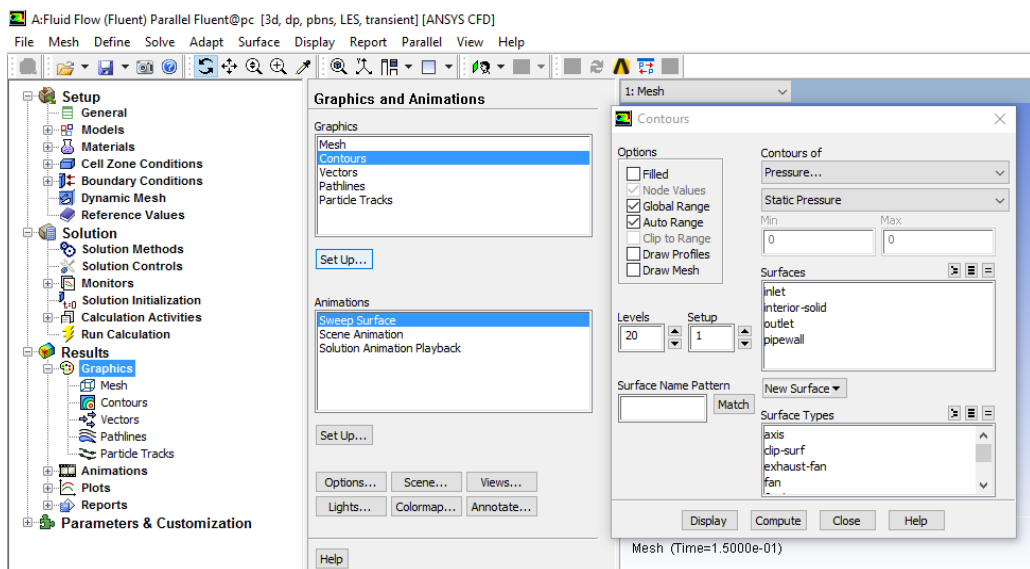 A:Fluid Flow (Fluent) Parallel Fluent@pc [3d, dp, pbns, LES, transient] [ANSYS CFD]
File Mesh Define Solve Adapt Surface Display Report Parallel View Help
Setup
General
Models
Materials
Cell Zone Conditions
Boundary Conditions
Dynamic Mesh
Reference Values
Solution
Solution Methods
Solution Controls
Monitors
t=0 Solution Initialization
Calculation Activities
Run Calculation
Results
Graphics
Mesh
Contours
Vectors
Pathlines
Particle Tracks
Animations
Plots
Reports
Parameters & Customization
Graphics and Animations
Graphics
Mesh
Contours
Vectors
Pathlines
Particle Tracks
Set Up...
Animations
Sweep Surface
Scene Animation
Solution Animation Playback
Set Up...
Options... Scene... Views...
Lights... Colormap... Annotate...
Help
1: Mesh
Contours
Options
Filled
Node Values
Global Range
Auto Range
Clip to Range
Draw Profiles
Draw Mesh
Levels Setup
20 1
Surface Name Pattern
Match
Contours of
Pressure...
Static Pressure
Min Max
0 0
Surfaces
inlet
interior-solid
outlet
pipewall
New Surface
Surface Types
axis
clip-surf
exhaust-fan
fan
Display Compute Close Help
Mesh (Time=1.5000e-01)